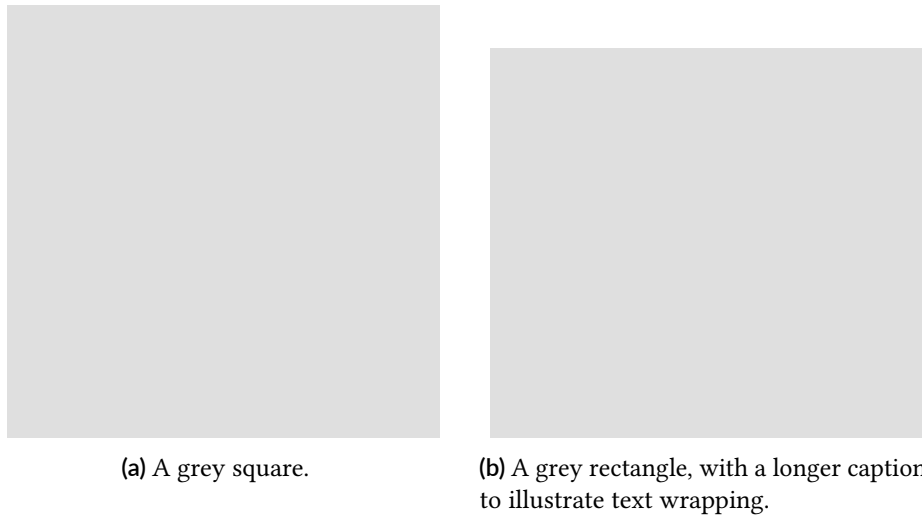 (a) A grey square.
(b) A grey rectangle, with a longer caption
to illustrate text wrapping.